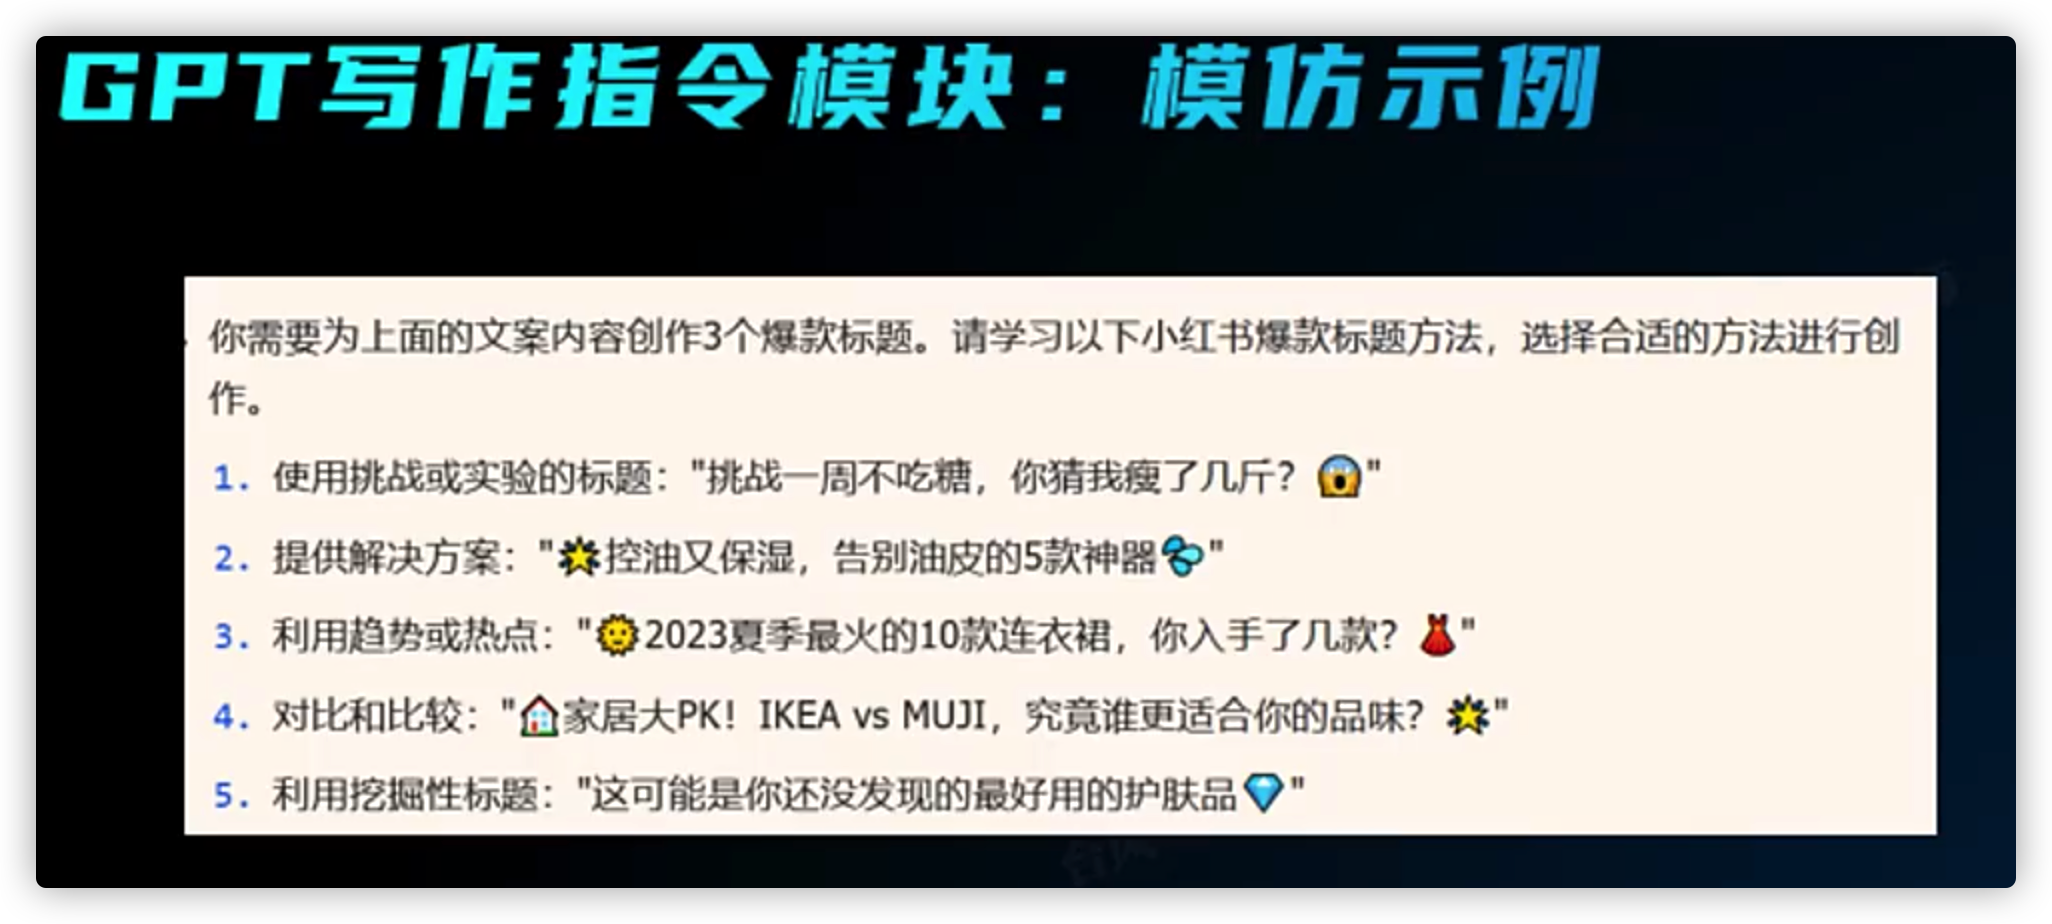 GPT写作指令模块：模仿示例
你需要为上面的文案内容创作3个爆款标题。请学习以下小红书爆款标题方法，选择合适的方法进行创
作。
1. 使用挑战或实验的标题："挑战一周不吃糖，你猜我瘦了几斤？😱"
2. 提供解决方案："🌟控油又保湿，告别油皮的5款神器💦"
3. 利用趋势或热点："🌞2023夏季最火的10款连衣裙，你入手了几款？👗"
4. 对比和比较："🏠家居大PK！IKEA vs MUJI，究竟谁更适合你的品味？🌟"
5. 利用挖掘性标题："这可能是你还没发现的最好用的护肤品💎"